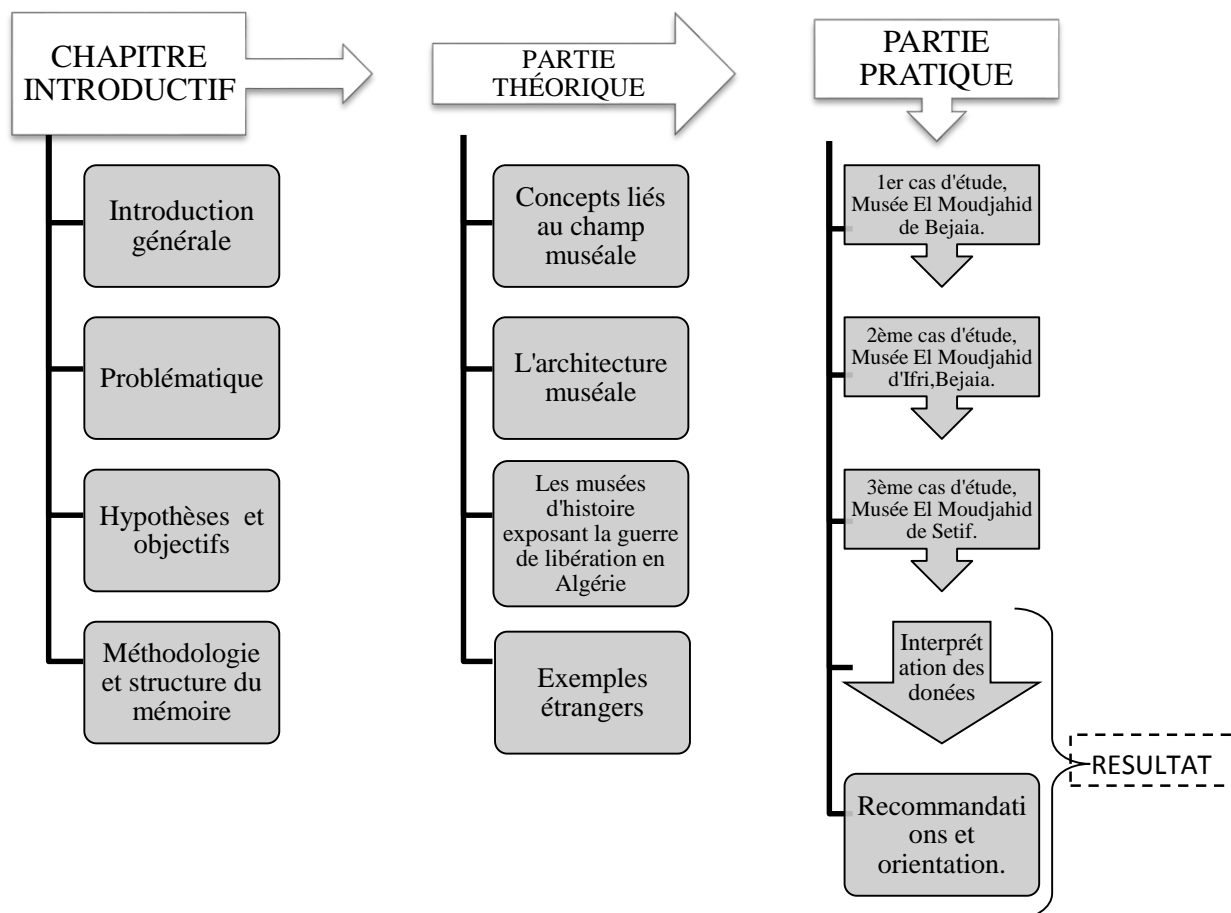 CHAPITRE
INTRODUCTIF
Introduction
générale
Problématique
Hypothèses et
objectifs
Méthodologie
et structure du
mémoire
PARTIE
THÉORIQUE
Concepts liés
au champ
muséale
L'architecture
muséale
Les musées
d'histoire
exposant la guerre
de libération en
Algérie
Exemples
étrangers
PARTIE
PRATIQUE
1er cas d'étude,
Musée El Moudjahid
de Bejaia.
2ème cas d'étude,
Musée El Moudjahid
d'Ifri,Bejaia.
3ème cas d'étude,
Musée El Moudjahid
de Setif.
Interprét
ation des
donées
Recommandati
ons et
orientation.
RESULTAT